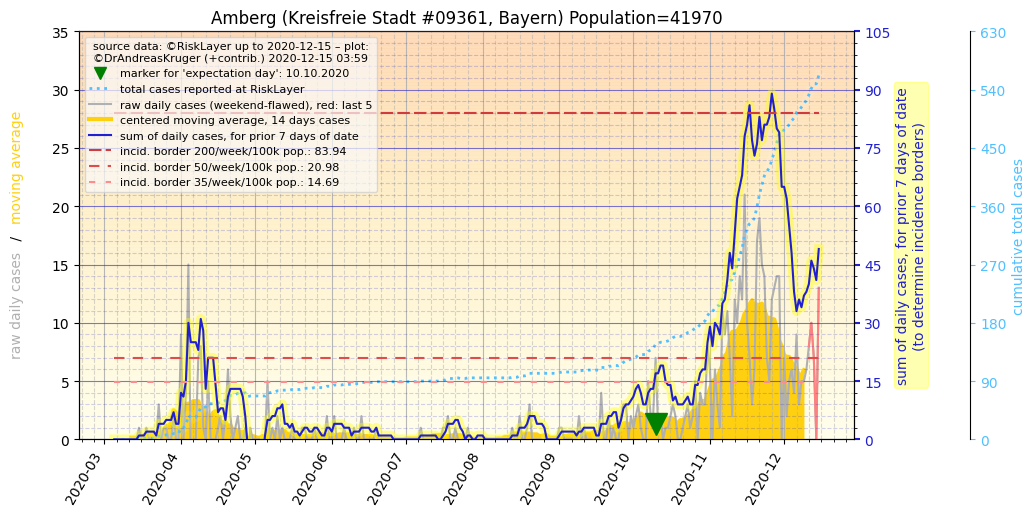 Amberg (Kreisfreie Stadt #09361, Bayern) Population=41970
source data: ©RiskLayer up to 2020-12-15 – plot:
©DrAndreasKruger (+contrib.) 2020-12-15 03:59
marker for 'expectation day': 10.10.2020
total cases reported at RiskLayer
raw daily cases (weekend-flawed), red: last 5
centered moving average, 14 days cases
sum of daily cases, for prior 7 days of date
incid. border 200/week/100k pop.: 83.94
incid. border 50/week/100k pop.: 20.98
incid. border 35/week/100k pop.: 14.69
raw daily cases / moving average
35
30
25
20
15
10
5
0
2020-03
2020-04
2020-05
2020-06
2020-07
2020-08
2020-09
2020-10
2020-11
2020-12
105
90
75
60
45
30
15
0
sum of daily cases, for prior 7 days of date
(to determine incidence borders)
630
540
450
360
270
180
90
0
cumulative total cases